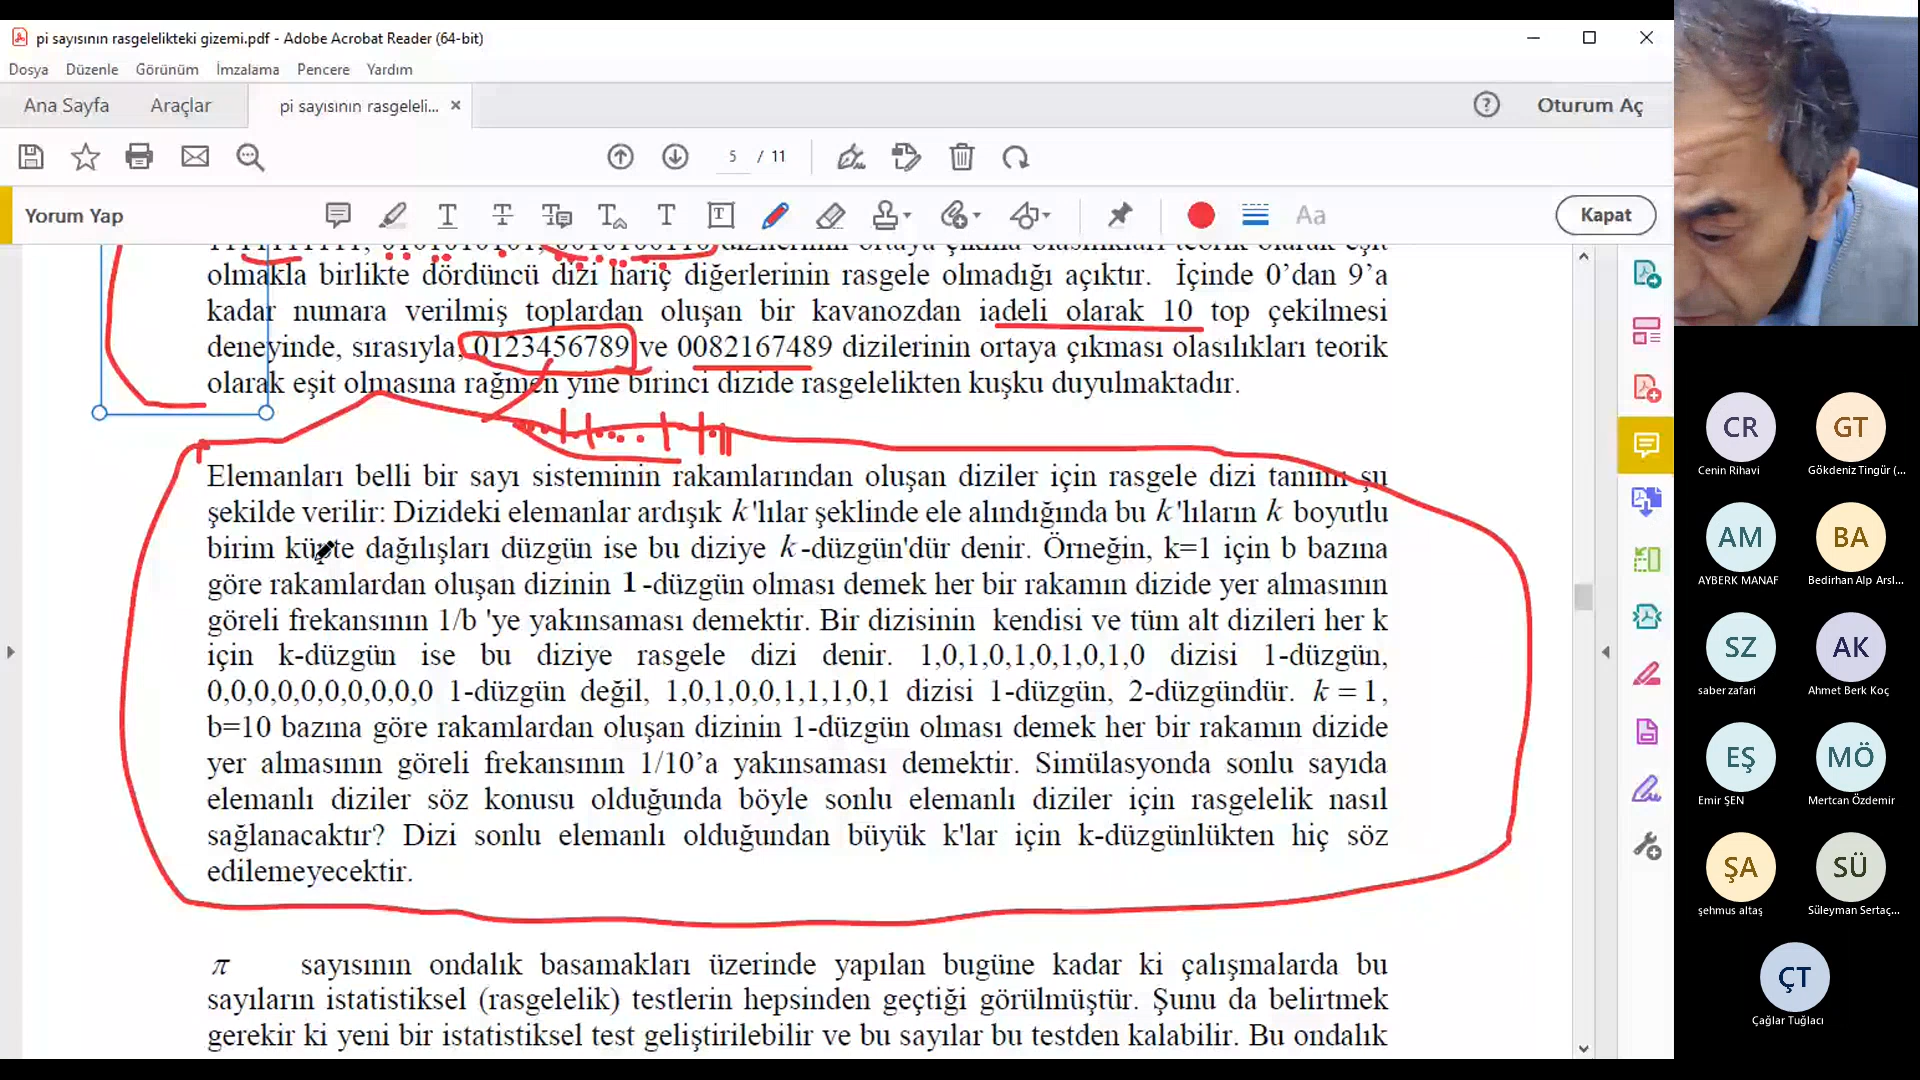 pi sayısının rasgelelikteki gizemi.pdf - Adobe Acrobat Reader (64-bit)
Dosya Düzenle Görünüm İmzalama Pencere Yardım
Ana Sayfa Araçlar pi sayısının rasgeleli... ×
Oturum Aç
5 / 11
Yorum Yap
Kapat
olmakla birlikte dördüncü dizi hariç diğerlerinin rasgele olmadığı açıktır. İçinde 0’dan 9’a
kadar numara verilmiş toplardan oluşan bir kavanozdan iadeli olarak 10 top çekilmesi
deneyinde, sırasıyla, 0123456789 ve 0082167489 dizilerinin ortaya çıkması olasılıkları teorik
olarak eşit olmasına rağmen yine birinci dizide rasgelelikten kuşku duyulmaktadır.
Elemanları belli bir sayı sisteminin rakamlarından oluşan diziler için rasgele dizi tanımı şu
şekilde verilir: Dizideki elemanlar ardışık k'lılar şeklinde ele alındığında bu k'lıların k boyutlu
birim küpte dağılışları düzgün ise bu diziye k-düzgün'dür denir. Örneğin, k=1 için b bazına
göre rakamlardan oluşan dizinin 1-düzgün olması demek her bir rakamın dizide yer almasının
göreli frekansının 1/b 'ye yakınsaması demektir. Bir dizisinin kendisi ve tüm alt dizileri her k
için k-düzgün ise bu diziye rasgele dizi denir. 1,0,1,0,1,0,1,0,1,0 dizisi 1-düzgün,
0,0,0,0,0,0,0,0,0,0 1-düzgün değil, 1,0,1,0,0,1,1,1,0,1 dizisi 1-düzgün, 2-düzgündür. k = 1,
b=10 bazına göre rakamlardan oluşan dizinin 1-düzgün olması demek her bir rakamın dizide
yer almasının göreli frekansının 1/10’a yakınsaması demektir. Simülasyonda sonlu sayıda
elemanlı diziler söz konusu olduğunda böyle sonlu elemanlı diziler için rasgelelik nasıl
sağlanacaktır? Dizi sonlu elemanlı olduğundan büyük k'lar için k-düzgünlükten hiç söz
edilemeyecektir.
π sayısının ondalık basamakları üzerinde yapılan bugüne kadar ki çalışmalarda bu
sayıların istatistiksel (rasgelelik) testlerin hepsinden geçtiği görülmüştür. Şunu da belirtmek
gerekir ki yeni bir istatistiksel test geliştirilebilir ve bu sayılar bu testden kalabilir. Bu ondalık
CR GT
Cenin Rihavi Gökdeniz Tingür (...
AM BA
AYBERK MANAF Bedirhan Alp Arsl...
SZ AK
saber zafari Ahmet Berk Koç
EŞ MÖ
Emir ŞEN Mertcan Özdemir
ŞA SÜ
şehmus altaş Süleyman Sertaç...
ÇT
Çağlar Tuğlacı